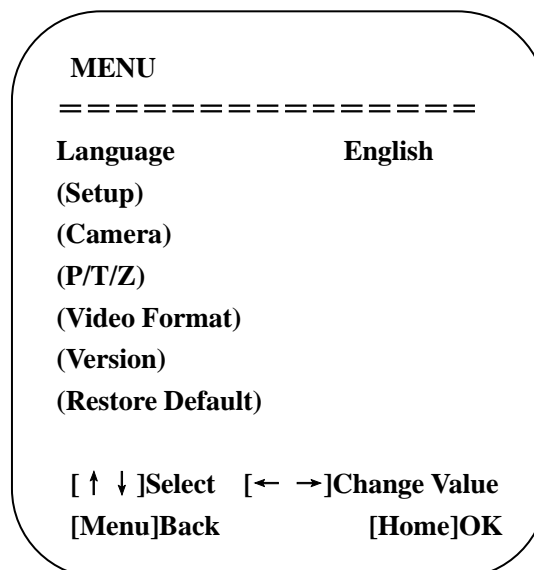 MENU
===============
Language English
(Setup)
(Camera)
(P/T/Z)
(Video Format)
(Version)
(Restore Default)
[ ↑ ↓ ]Select [← →]Change Value
[Menu]Back [Home]OK